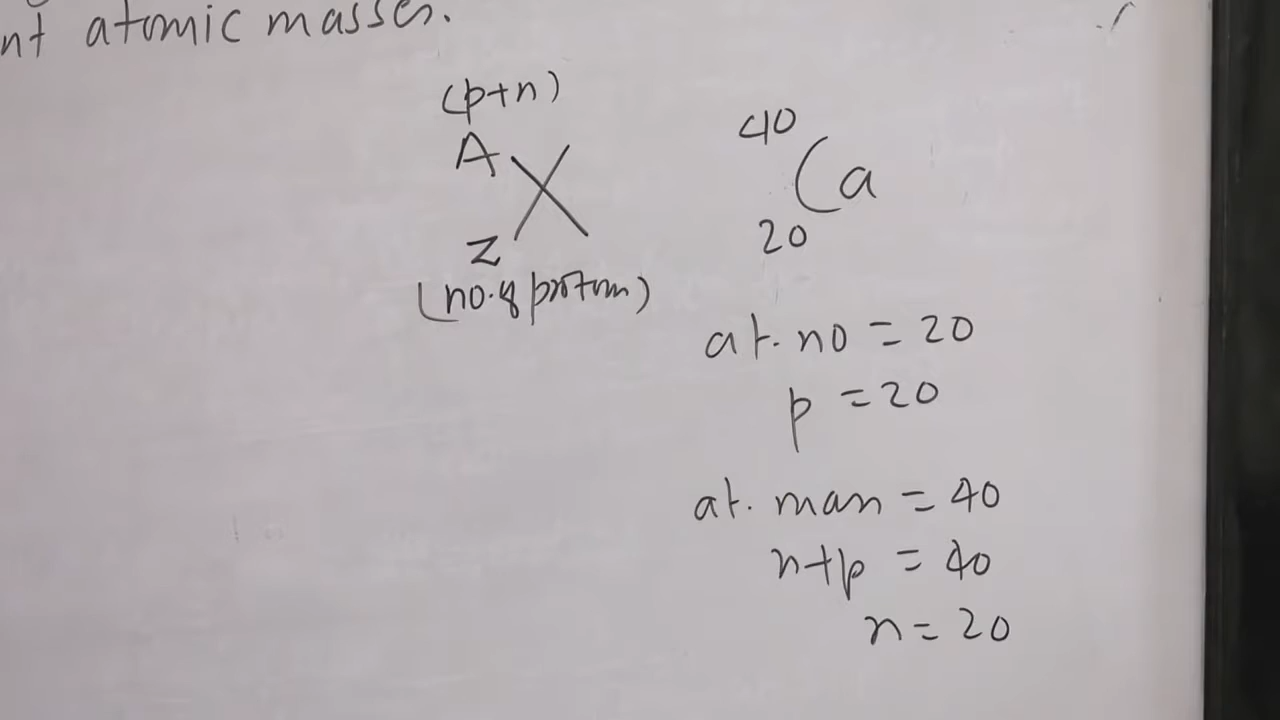 nt atomic masses.
(p+n)
A
X
Z
(no. of proton)
40
Ca
20
at. no = 20
p = 20
at. mass = 40
n+p = 40
n = 20